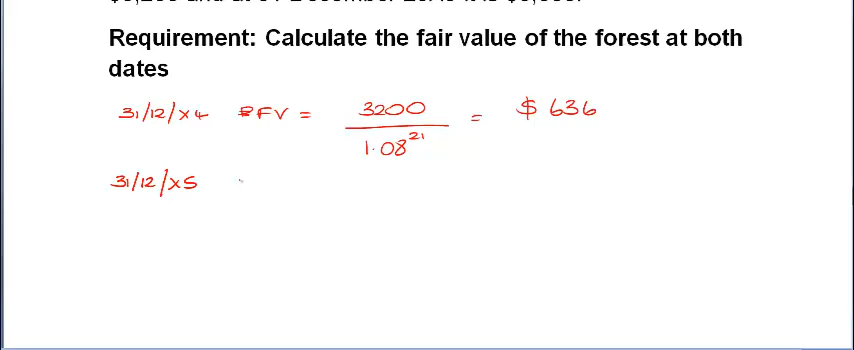 Requirement: Calculate the fair value of the forest at both
dates
31/12/X4 FV = 3200 / 1.08^21 = $ 636
31/12/X5